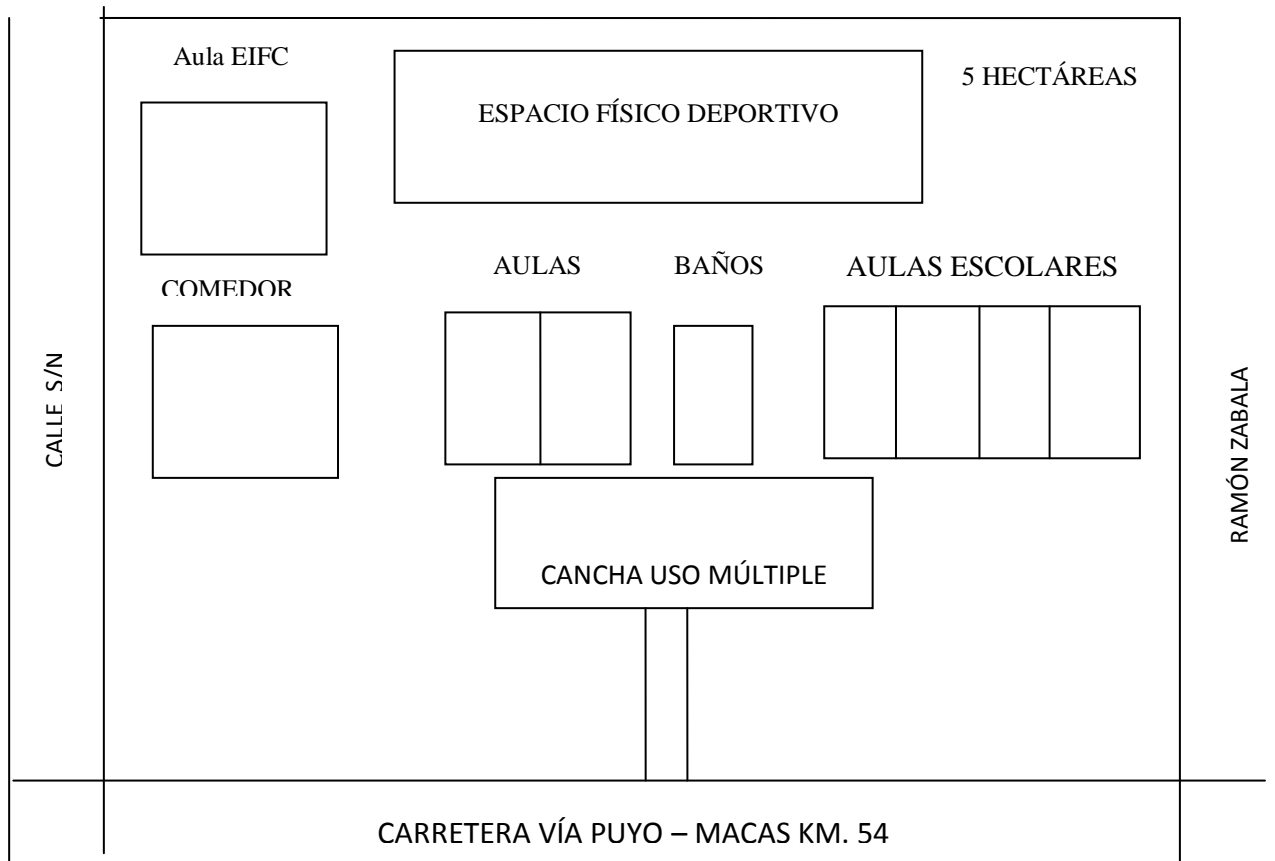 Aula EIFC
5 HECTÁREAS
ESPACIO FÍSICO DEPORTIVO
AULAS
BAÑOS
AULAS ESCOLARES
COMEDOR
CALLE S/N
RAMÓN ZABALA
CANCHA USO MÚLTIPLE
CARRETERA VÍA PUYO – MACAS KM. 54